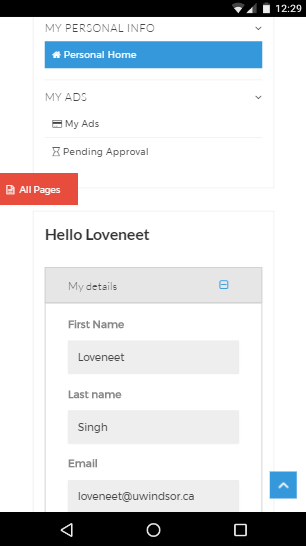 12:29
MY PERSONAL INFO
Personal Home
MY ADS
My Ads
Pending Approval
All Pages
Hello Loveneet
My details
First Name
Loveneet
Last name
Singh
Email
loveneet@uwindsor.ca